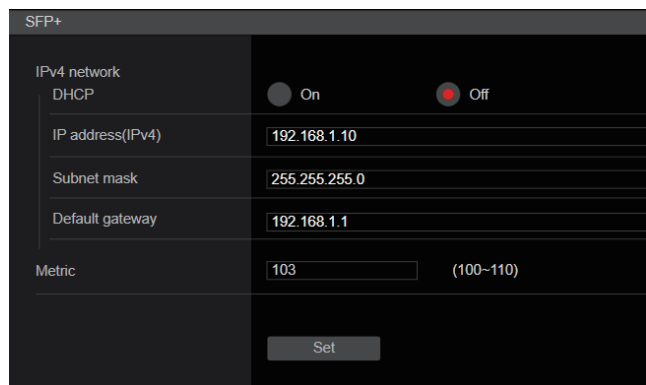 SFP+
IPv4 network
DHCP On Off
IP address(IPv4) 192.168.1.10
Subnet mask 255.255.255.0
Default gateway 192.168.1.1
Metric 103 (100~110)
Set